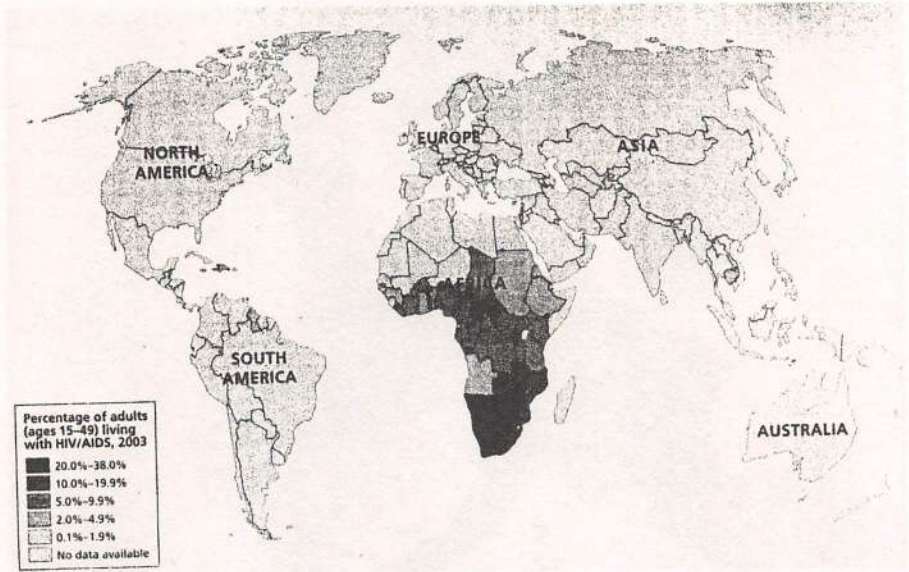 EUROPE
ASIA
NORTH
AMERICA
AFRICA
SOUTH
AMERICA
AUSTRALIA
Percentage of adults
(ages 15–49) living
with HIV/AIDS, 2003
20.0%–38.0%
10.0%–19.9%
5.0%–9.9%
2.0%–4.9%
0.1%–1.9%
No data available